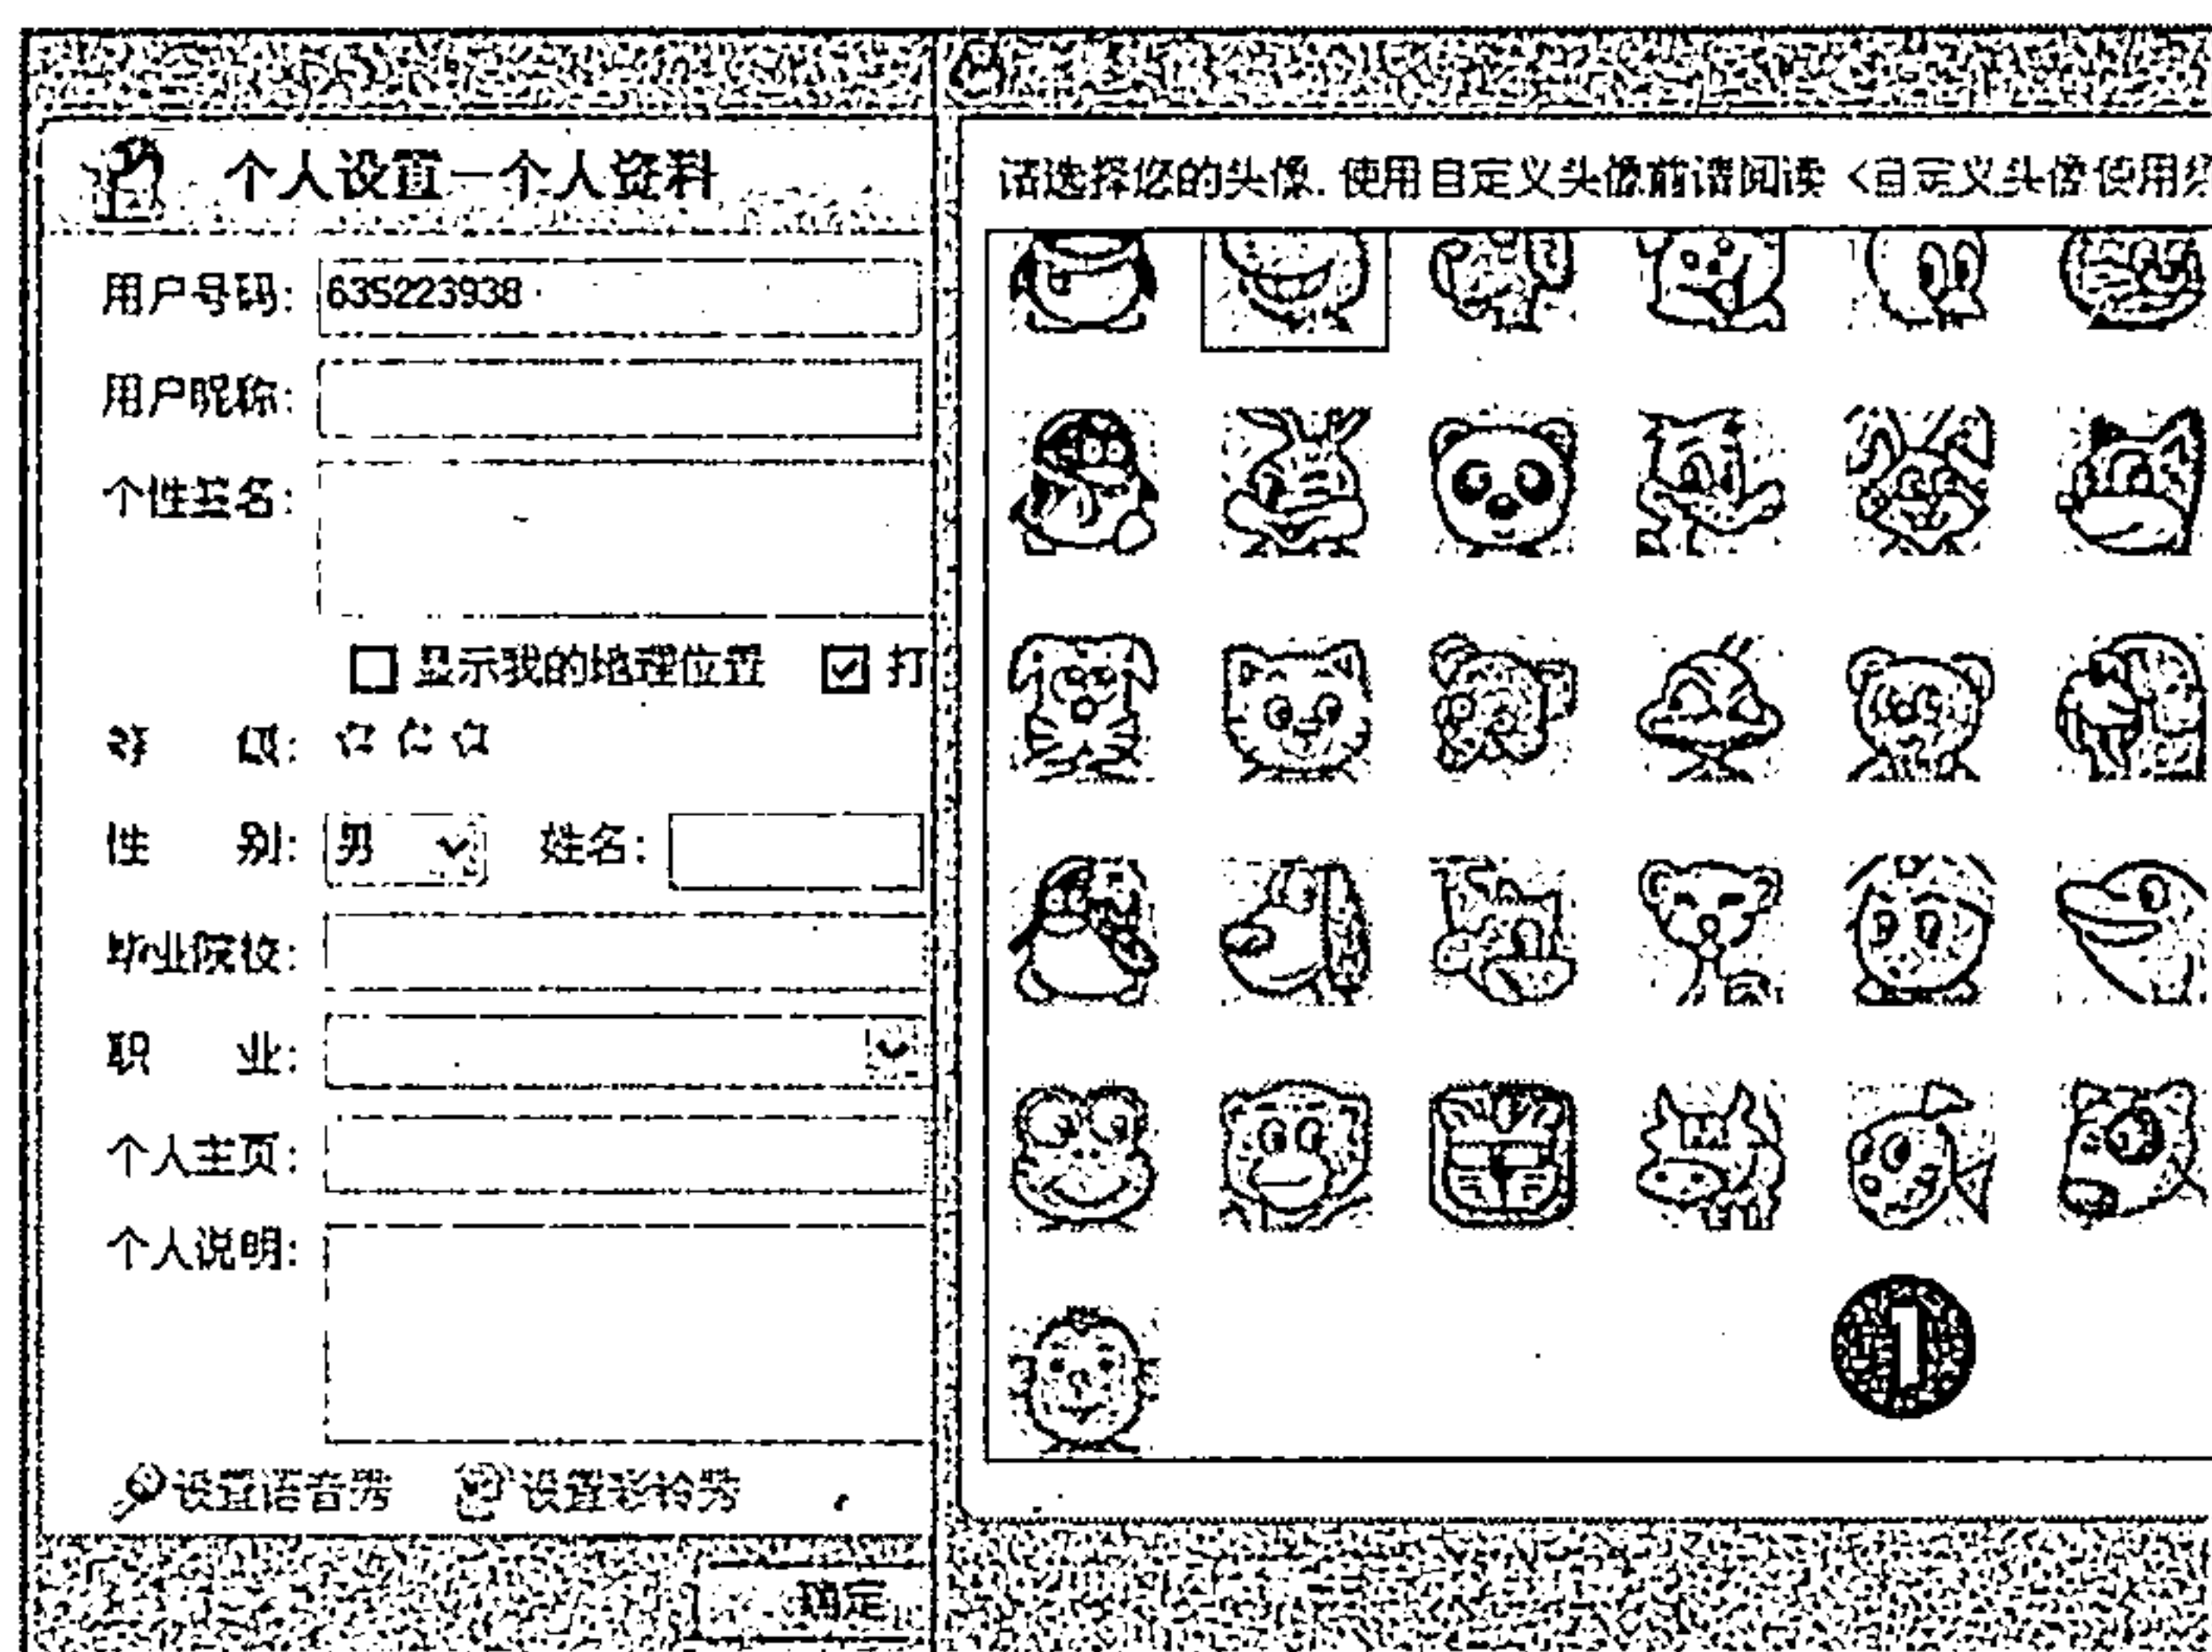 个人设置－个人资料
用户号码: 635223938
用户昵称:
个性签名:
显示我的地理位置 打
等 级:
性 别: 男 姓名:
毕业院校:
职 业:
个人主页:
个人说明:
设置语音秀 设置彩铃秀
确定
请选择您的头像. 使用自定义头像前请阅读 <自定义头像使用
1